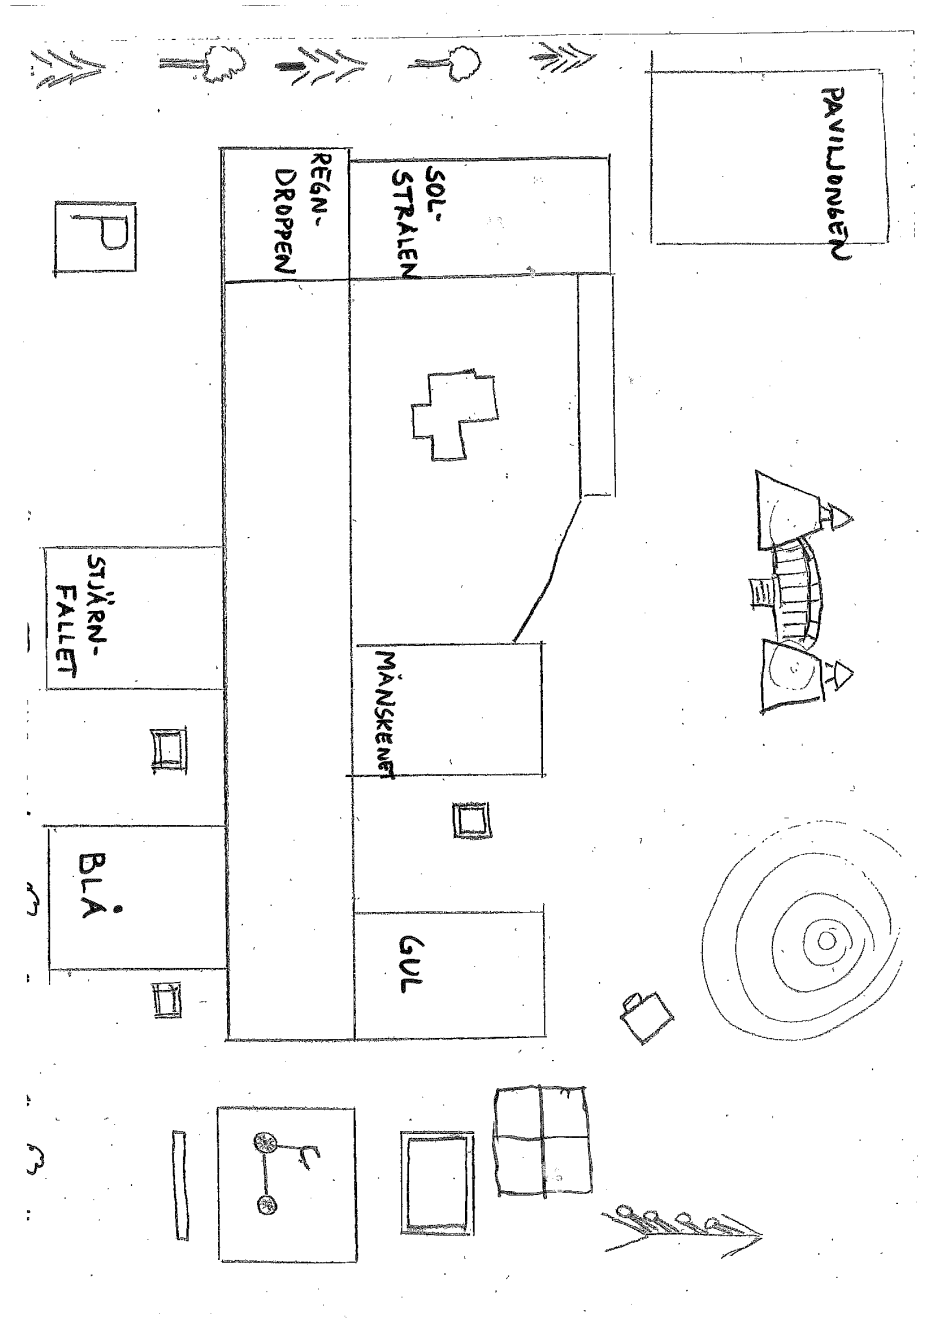 PAVILJONGEN
SOL-
STRÅLEN
REGN-
DROPPEN
MÅNSKENET
GUL
STJÄRN-
FALLET
BLÅ
P